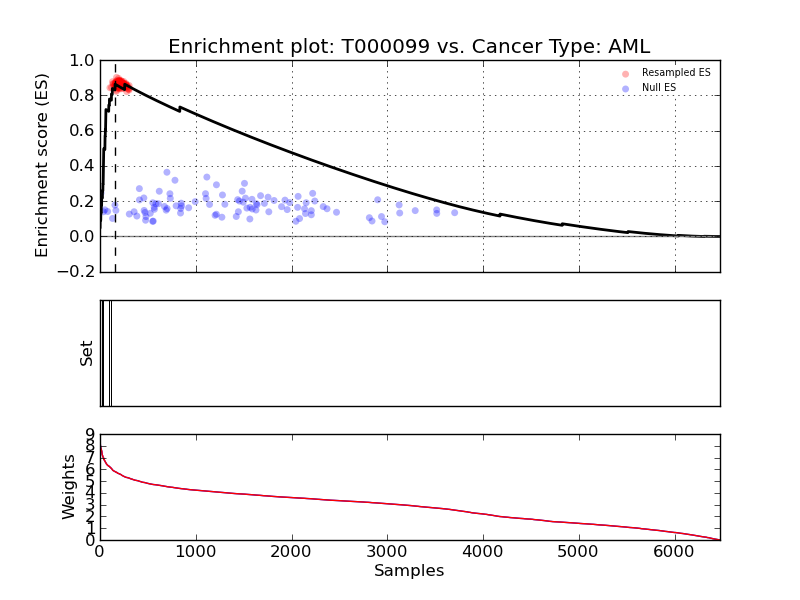 Enrichment plot: T000099 vs. Cancer Type: AML
1.0
0.8
0.6
0.4
0.2
0.0
−0.2
Enrichment score (ES)
Resampled ES
Null ES
Set
9
8
7
6
5
4
3
2
1
0
Weights
0 1000 2000 3000 4000 5000 6000
Samples